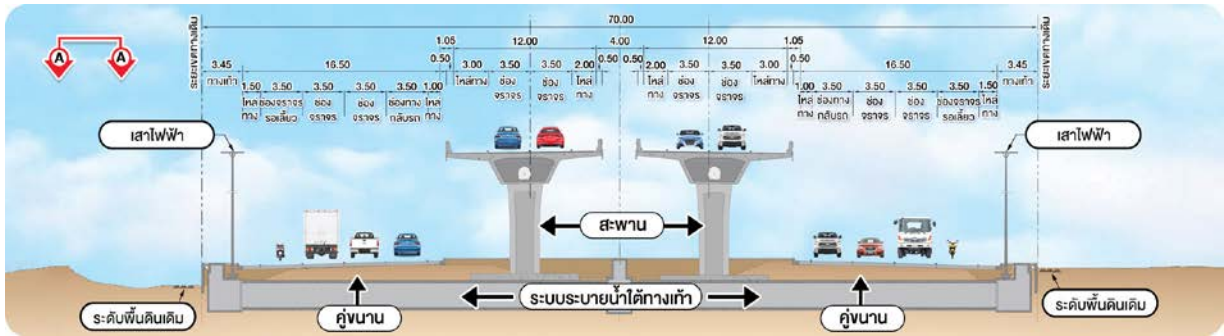 70.00
ระยะเขตทางเดิม
ระยะเขตทางเดิม
A A
1.05 12.00 4.00 12.00 1.05
3.45 16.50 0.50 3.00 3.50 3.50 2.00 0.50 0.50 2.00 3.50 3.50 3.00 0.50 16.50 3.45
ทางเท้า
1.50 3.50 3.50 3.50 3.50 1.00
ไหล่ทาง ช่องจราจร ช่องจราจร ไหล่ทาง
ไหล่ทาง ช่องจราจร ช่องจราจร ไหล่ทาง
1.00 3.50 3.50 3.50 3.50 1.50
ทางเท้า
ไหล่ทาง ช่องจราจรรอเลี้ยว ช่องจราจร ช่องจราจร ช่องทางกลับรถ ไหล่ทาง
ไหล่ทาง ช่องทางกลับรถ ช่องจราจร ช่องจราจร ช่องจราจรรอเลี้ยว ไหล่ทาง
เสาไฟฟ้า
เสาไฟฟ้า
สะพาน
ระบบระบายน้ำใต้ทางเท้า
ระดับพื้นดินเดิม
คู่ขนาน
คู่ขนาน
ระดับพื้นดินเดิม